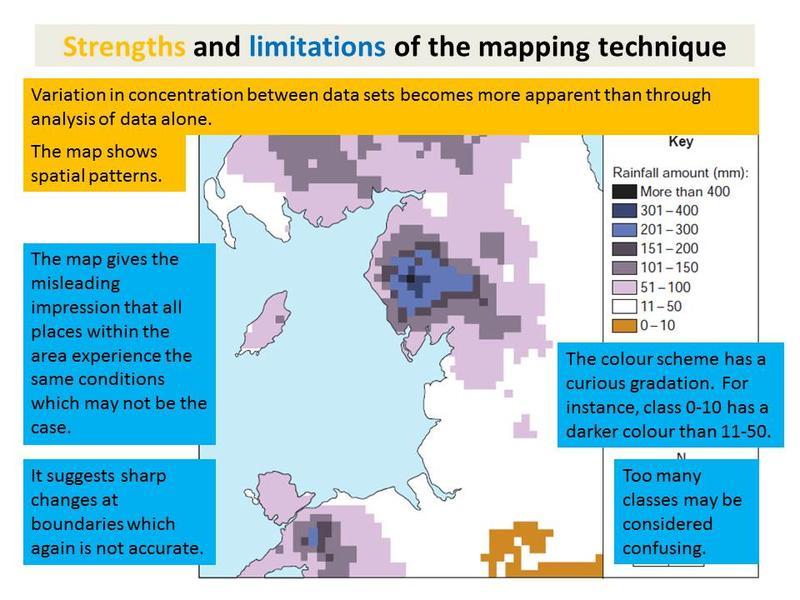 Strengths and limitations of the mapping technique
Variation in concentration between data sets becomes more apparent than through
analysis of data alone.
The map shows
spatial patterns.
Key
Rainfall amount (mm):
More than 400
301–400
201–300
151–200
101–150
51–100
11–50
0–10
The map gives the
misleading
impression that all
places within the
area experience the
same conditions
which may not be the
case.
The colour scheme has a
curious gradation. For
instance, class 0-10 has a
darker colour than 11-50.
It suggests sharp
changes at
boundaries which
again is not accurate.
N
Too many
classes may be
considered
confusing.